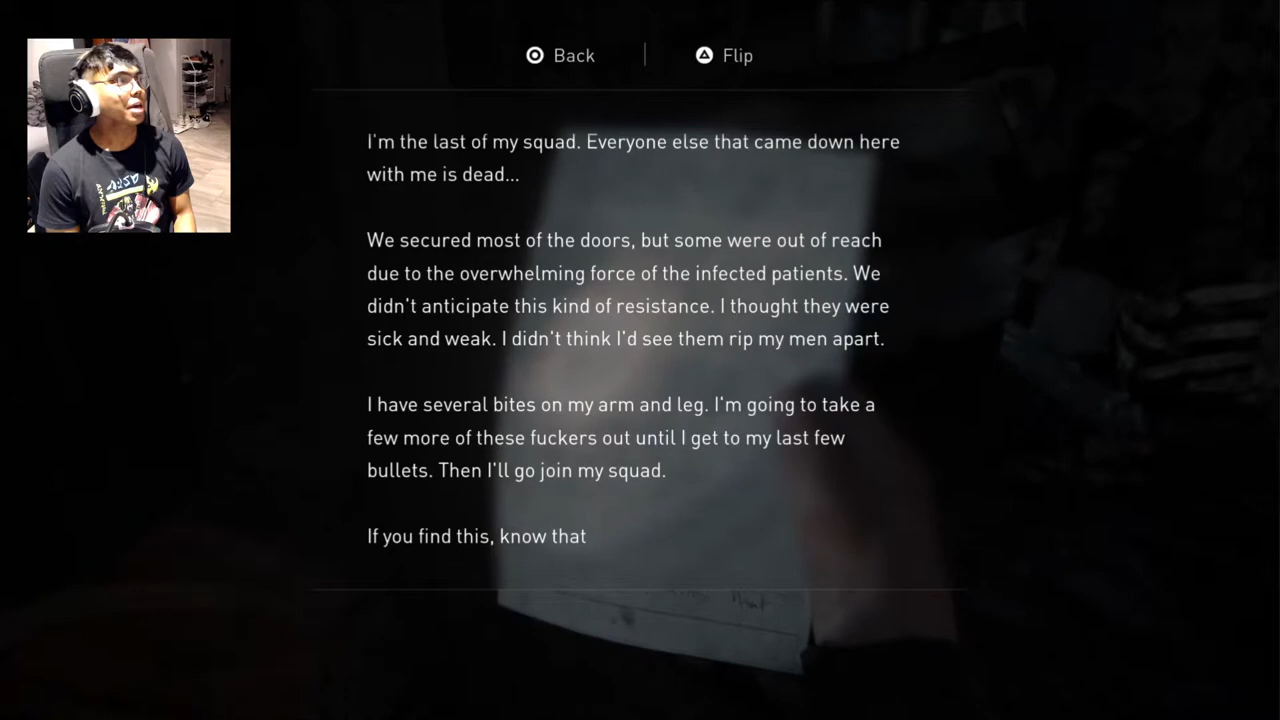 Back
Flip
I'm the last of my squad. Everyone else that came down here
with me is dead...
We secured most of the doors, but some were out of reach
due to the overwhelming force of the infected patients. We
didn't anticipate this kind of resistance. I thought they were
sick and weak. I didn't think I'd see them rip my men apart.
I have several bites on my arm and leg. I'm going to take a
few more of these fuckers out until I get to my last few
bullets. Then I'll go join my squad.
If you find this, know that